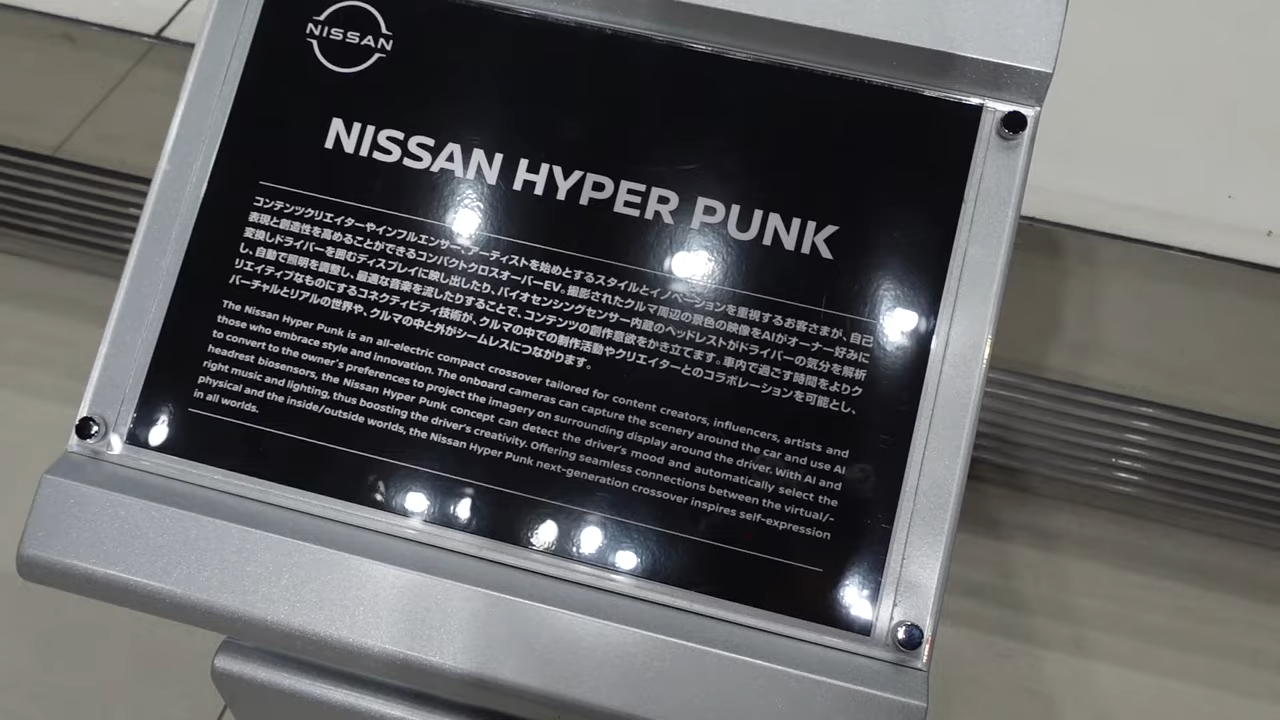 NISSAN
NISSAN HYPER PUNK
コンテンツクリエイターやインフルエンサー、アーティストを始めとするスタイルとイノベーションを重視するお客さまが、自己
表現と創造性を高めることができるコンパクトクロスオーバーEV。撮影されたクルマ周辺の景色の映像をAIがオーナー好みに
変換しドライバーを囲むディスプレイに映し出したり、バイオセンシングセンサー内蔵のヘッドレストがドライバーの気分を解析
し、自動で照明を調整し、最適な音楽を流したりすることで、コンテンツの創作意欲をかき立てます。車内で過ごす時間をよりク
リエイティブなものにするコネクティビティ技術が、クルマの中での制作活動やクリエイターとのコラボレーションを可能とし、
バーチャルとリアルの世界や、クルマの中と外がシームレスにつながります。
The Nissan Hyper Punk is an all-electric compact crossover tailored for content creators, influencers, artists and
those who embrace style and innovation. The onboard cameras can capture the scenery around the car and use AI
to convert to the owner's preferences to project the imagery on surrounding display around the driver. With AI and
headrest biosensors, the Nissan Hyper Punk concept can detect the driver's mood and automatically select the
right music and lighting, thus boosting the driver's creativity. Offering seamless connections between the virtual/-
physical and the inside/outside worlds, the Nissan Hyper Punk next-generation crossover inspires self-expression
in all worlds.